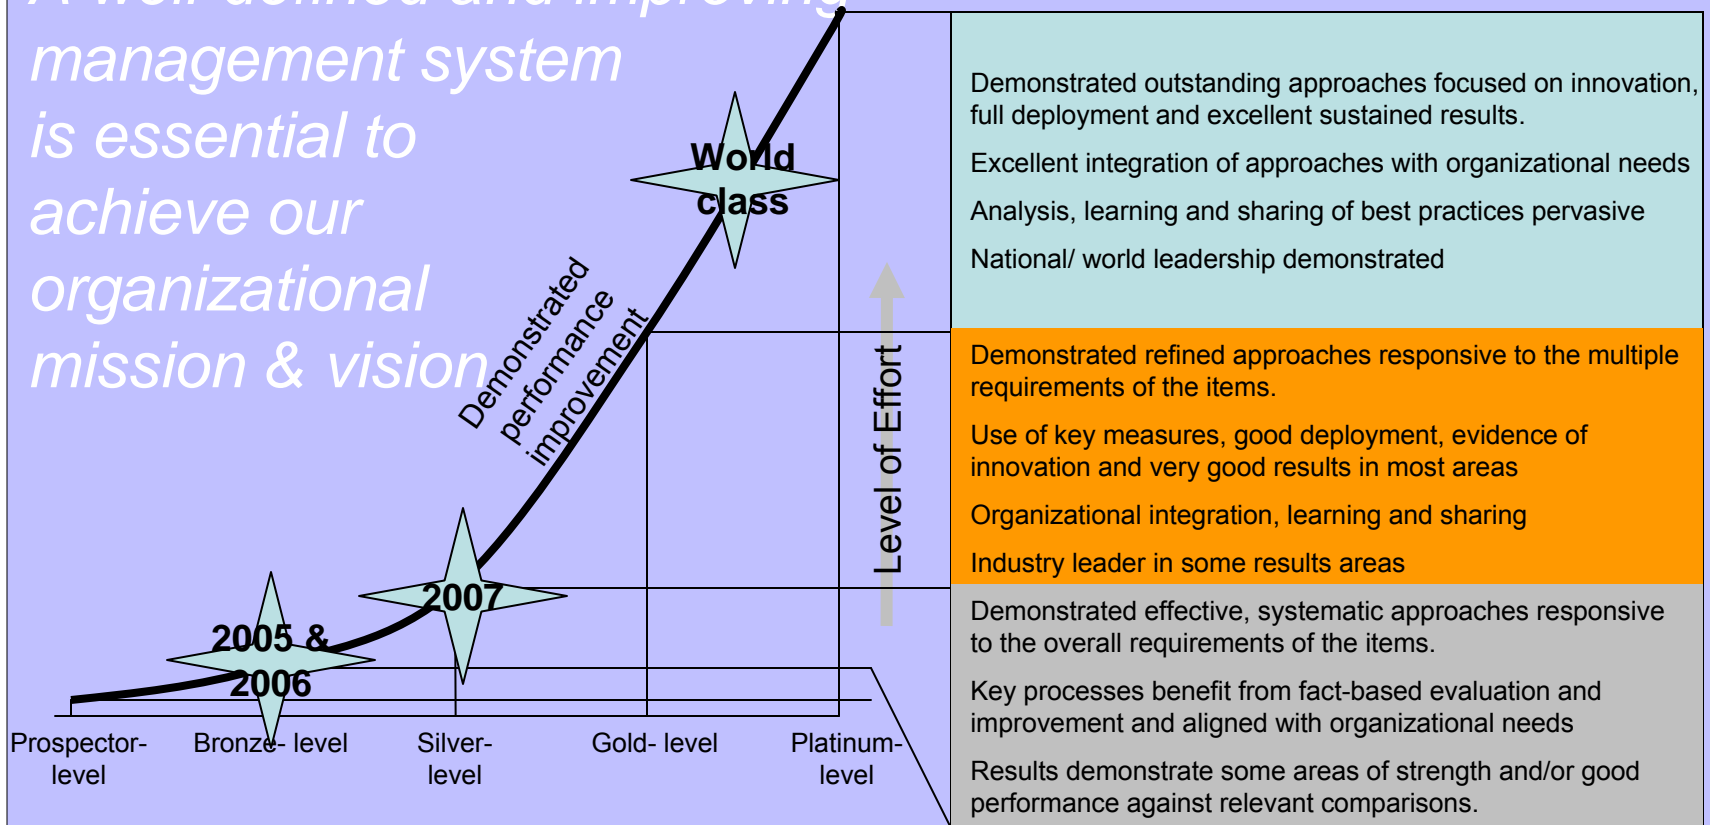 A well defined and improving
management system
is essential to
achieve our
organizational
mission & vision
World
class
Demonstrated
performance
improvement
2007
2005 &
2006
Level of Effort
Prospector-
level
Bronze- level
Silver-
level
Gold- level
Platinum-
level
Demonstrated outstanding approaches focused on innovation,
full deployment and excellent sustained results.
Excellent integration of approaches with organizational needs
Analysis, learning and sharing of best practices pervasive
National/ world leadership demonstrated
Demonstrated refined approaches responsive to the multiple
requirements of the items.
Use of key measures, good deployment, evidence of
innovation and very good results in most areas
Organizational integration, learning and sharing
Industry leader in some results areas
Demonstrated effective, systematic approaches responsive
to the overall requirements of the items.
Key processes benefit from fact-based evaluation and
improvement and aligned with organizational needs
Results demonstrate some areas of strength and/or good
performance against relevant comparisons.